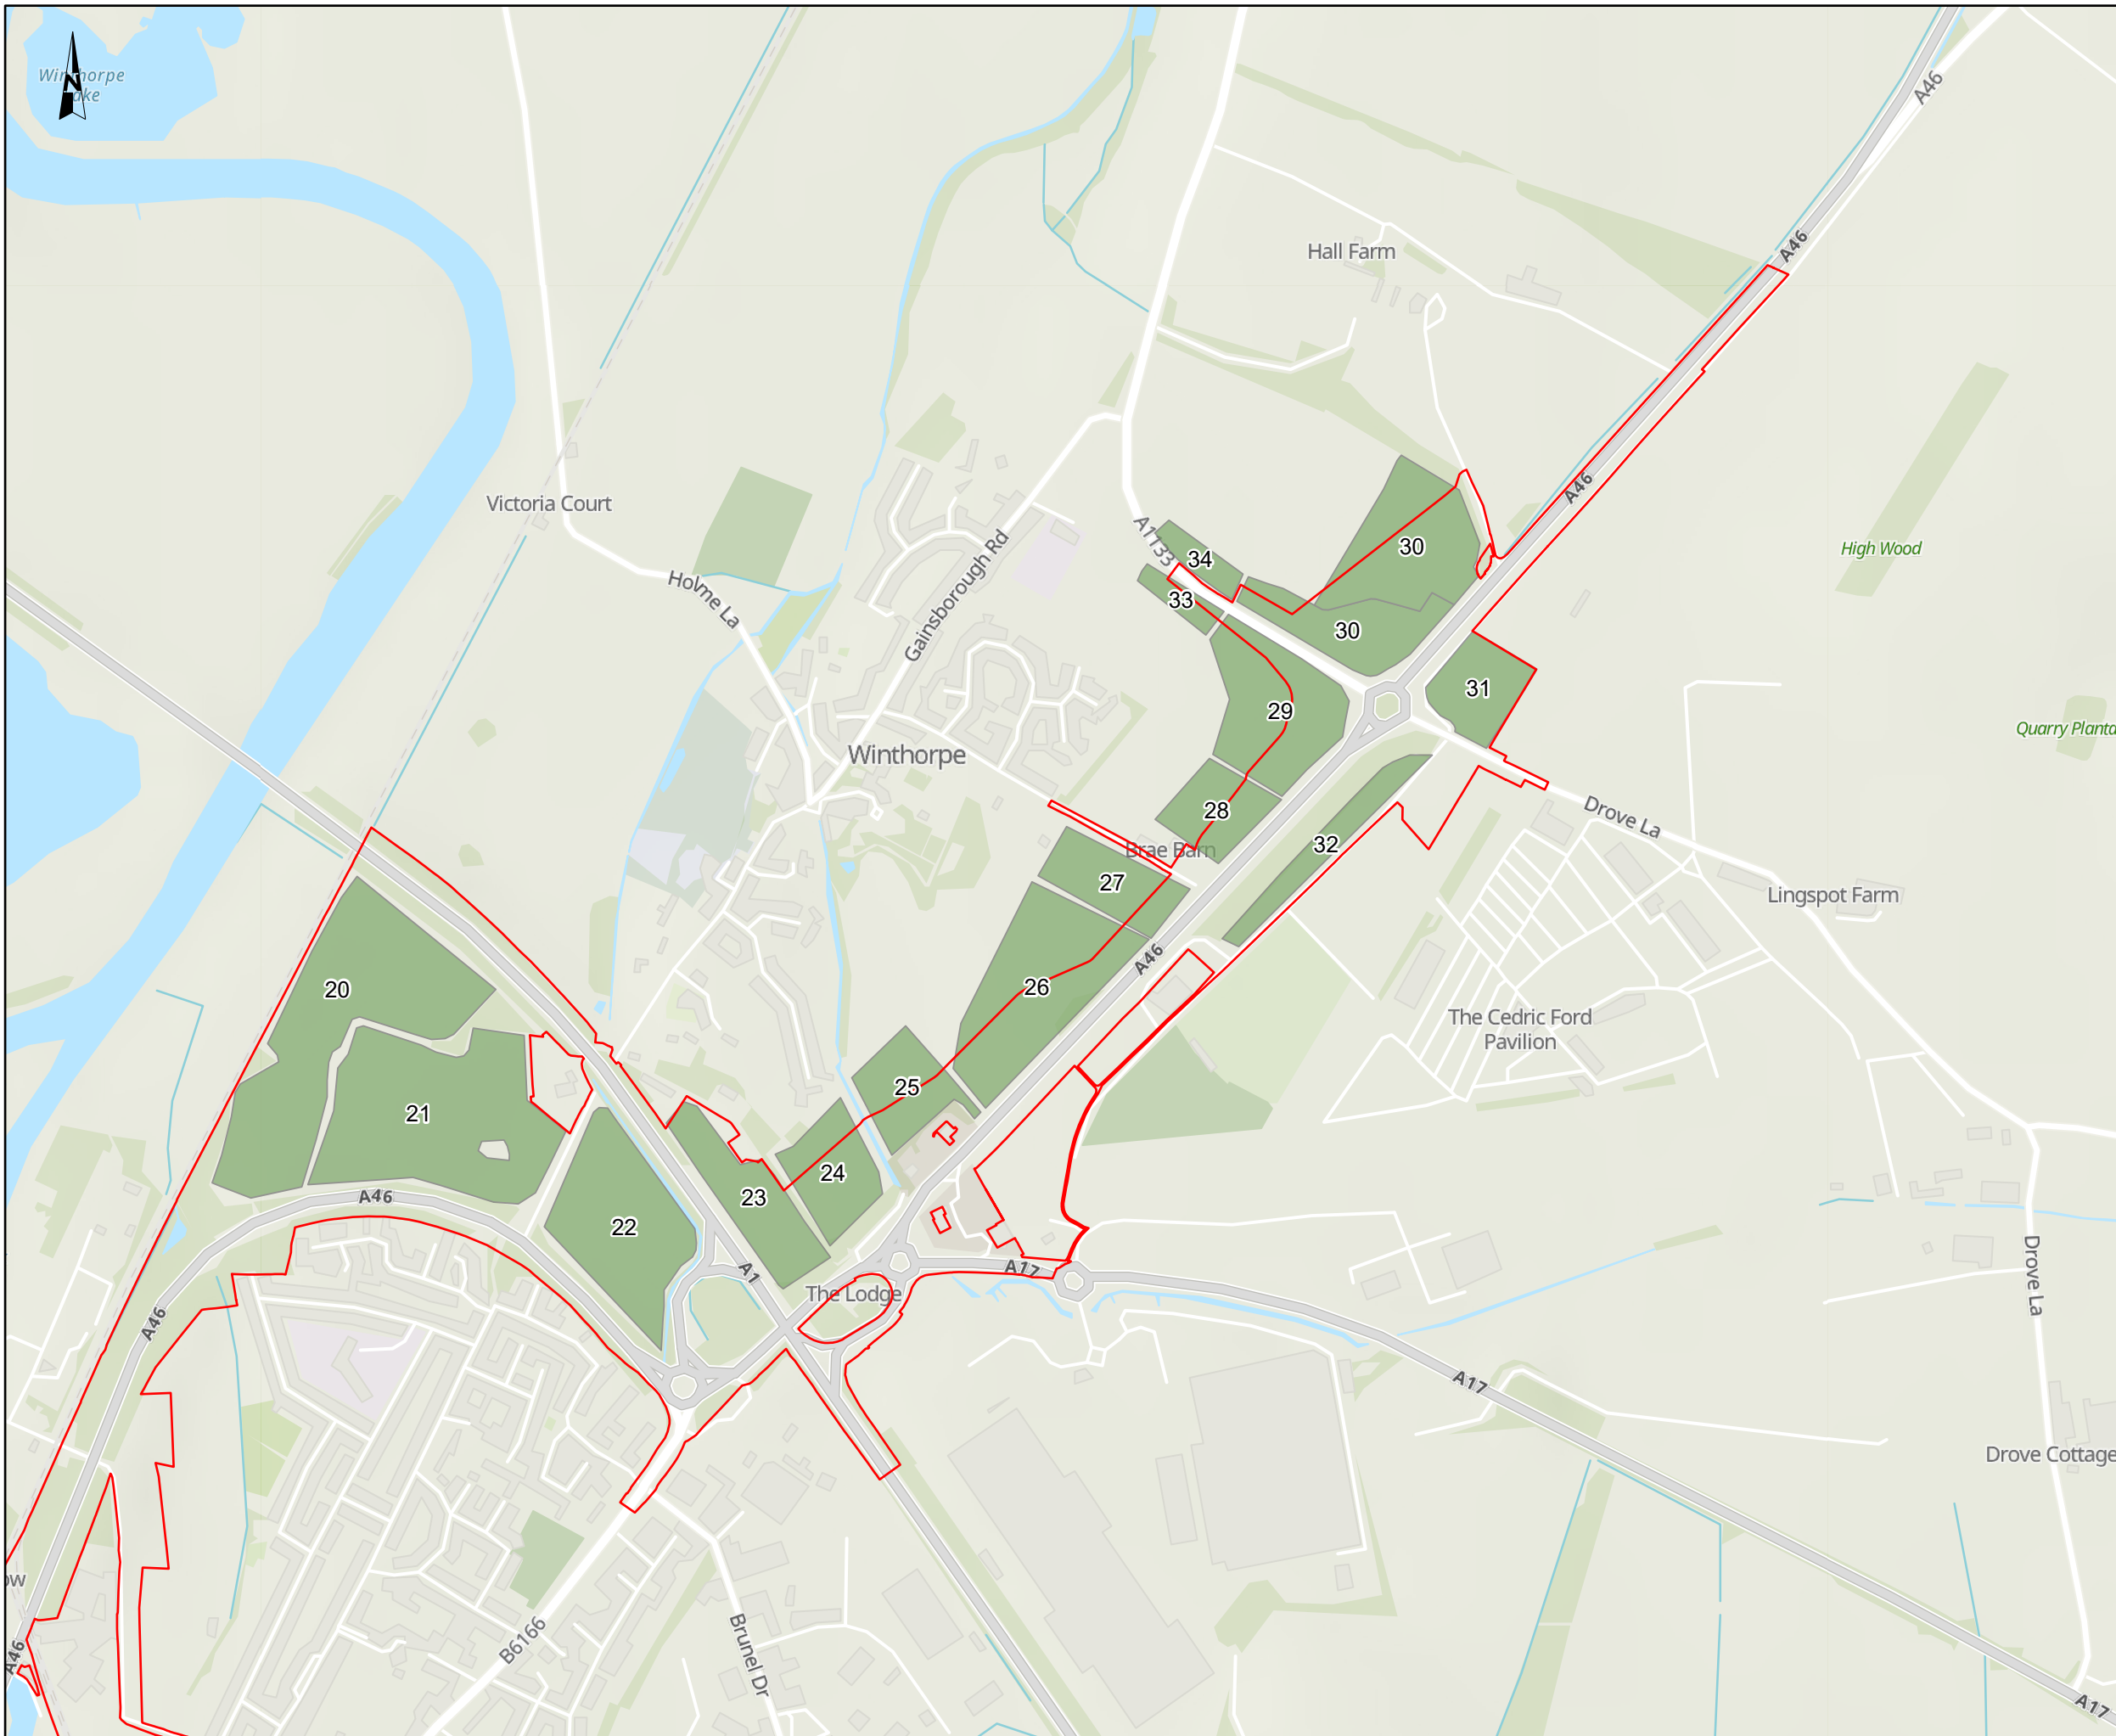 N
Winthorpe
Lake
A46
Hall Farm
A46
A46
Victoria Court
High Wood
A1133
34
30
33
30
Holme La
Gainsborough Rd
31
29
Quarry Planta
Winthorpe
28
Brae Barn
32
Drove La
27
Lingspot Farm
A46
26
20
The Cedric Ford
Pavilion
25
21
24
23
A46
22
A1
A17
The Lodge
Drove La
A46
A17
Drove Cottage
ow
B6166
Brunel Dr
A46
A17